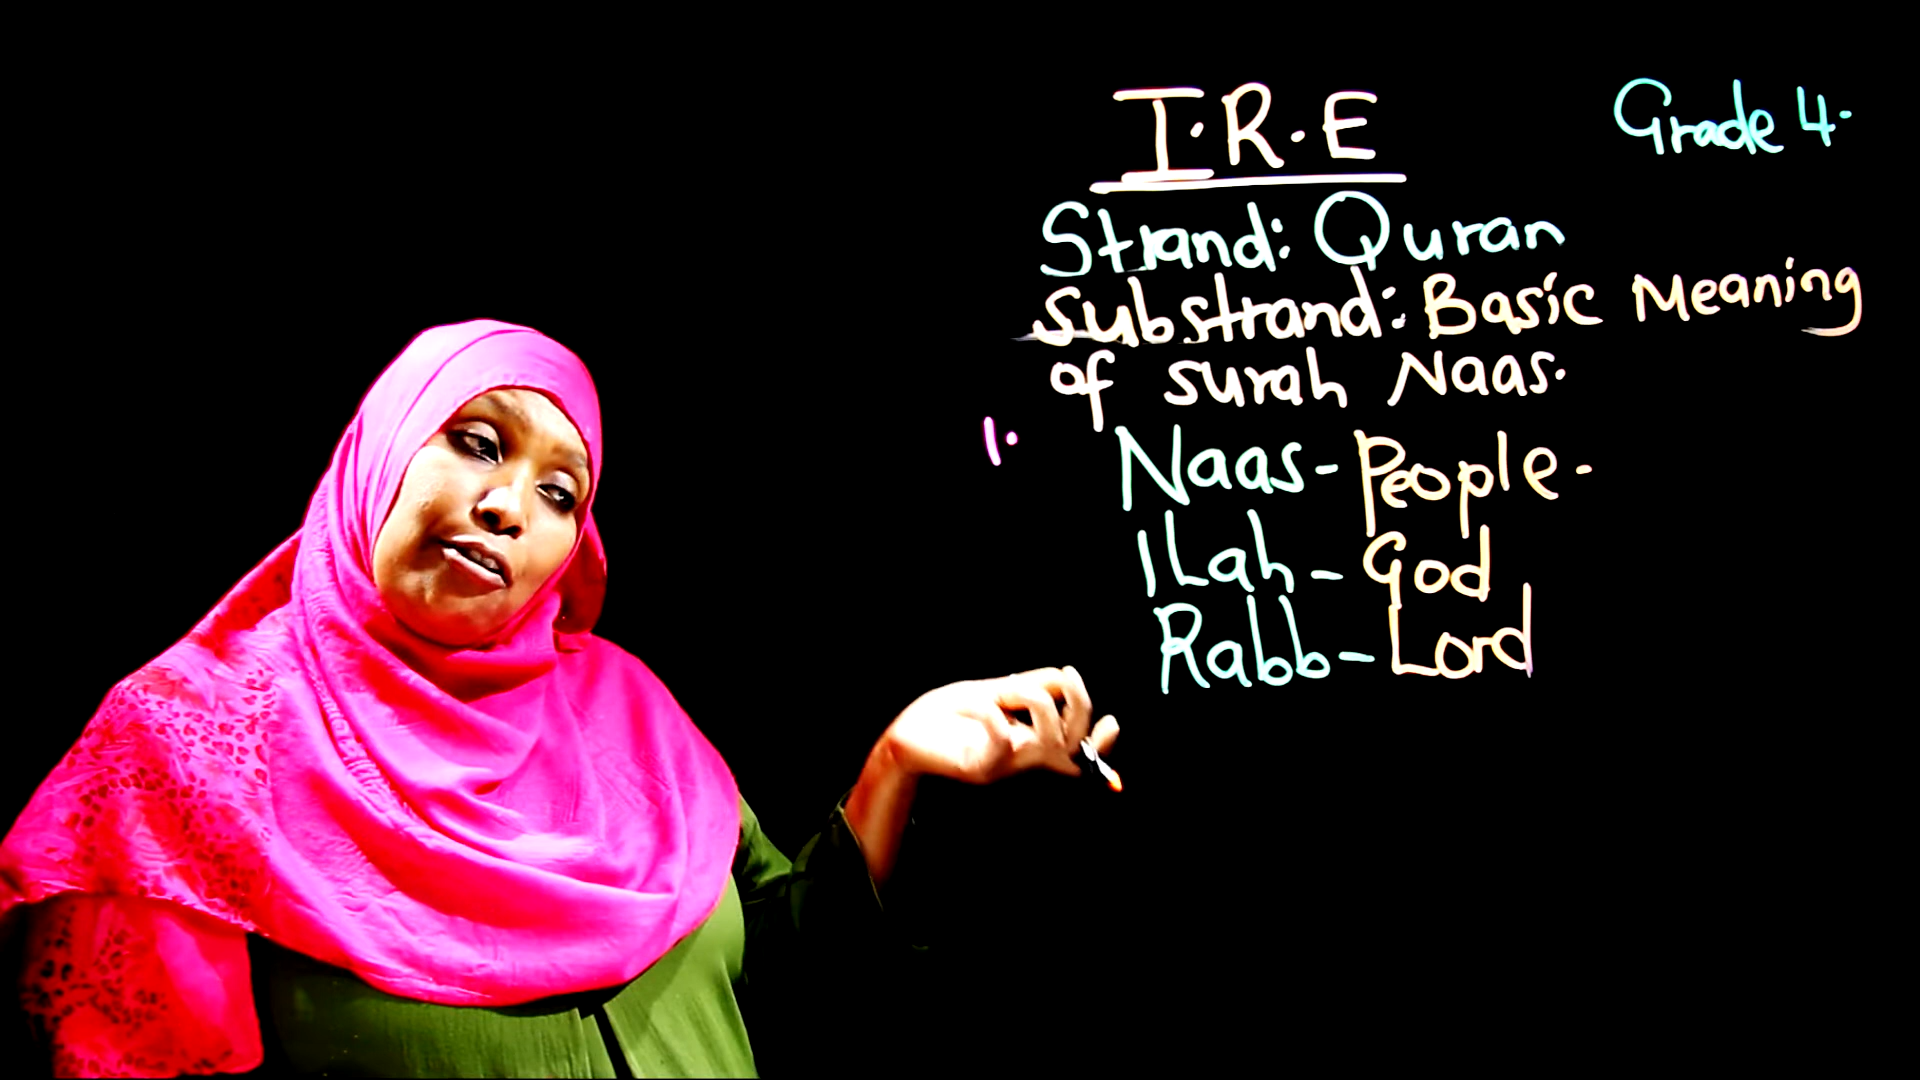 I.R.E
Grade 4.
Strand: Quran
Substrand: Basic Meaning
of surah Naas.
1.
Naas - People -
ILah - God
Rabb - Lord